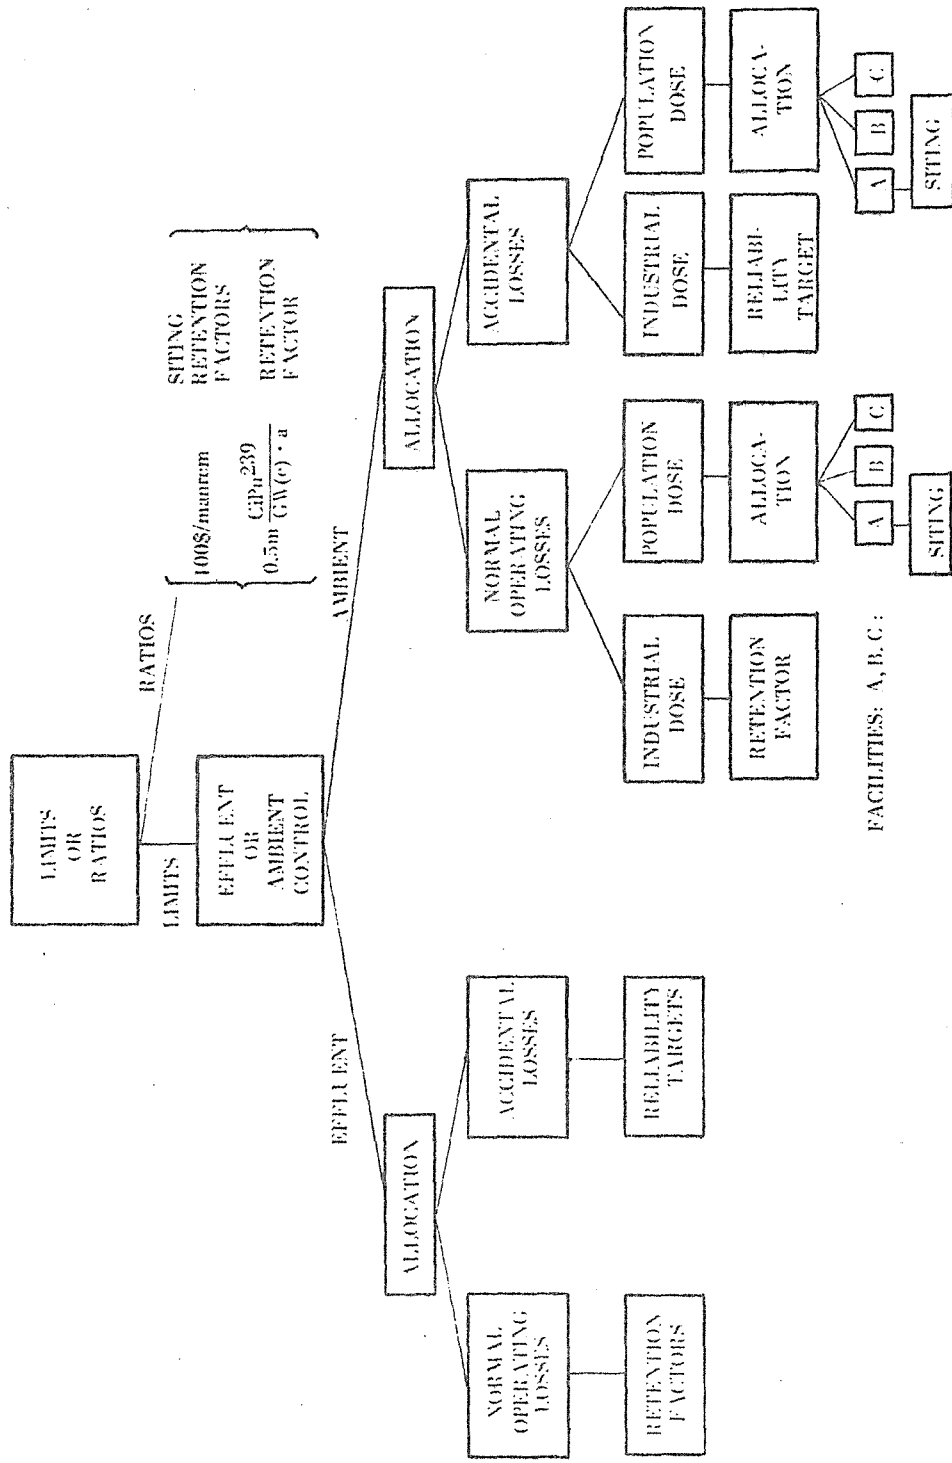 LIMITS
OR
RATIOS
LIMITS
RATIOS
100$/manrem
SITING
RETENTION
FACTORS
0.5m CiPu239
GW(e) · a
RETENTION
FACTOR
EFFLUENT
OR
AMBIENT
CONTROL
EFFLUENT
AMBIENT
ALLOCATION
ALLOCATION
NORMAL
OPERATING
LOSSES
ACCIDENTAL
LOSSES
NORMAL
OPERATING
LOSSES
ACCIDENTAL
LOSSES
RETENTION
FACTORS
RELIABILITY
TARGETS
INDUSTRIAL
DOSE
POPULATION
DOSE
INDUSTRIAL
DOSE
POPULATION
DOSE
RETENTION
FACTOR
ALLOCA-
TION
RELIABI-
LITY
TARGET
ALLOCA-
TION
A
B
C
A
B
C
SITING
SITING
FACILITIES: A,B,C :